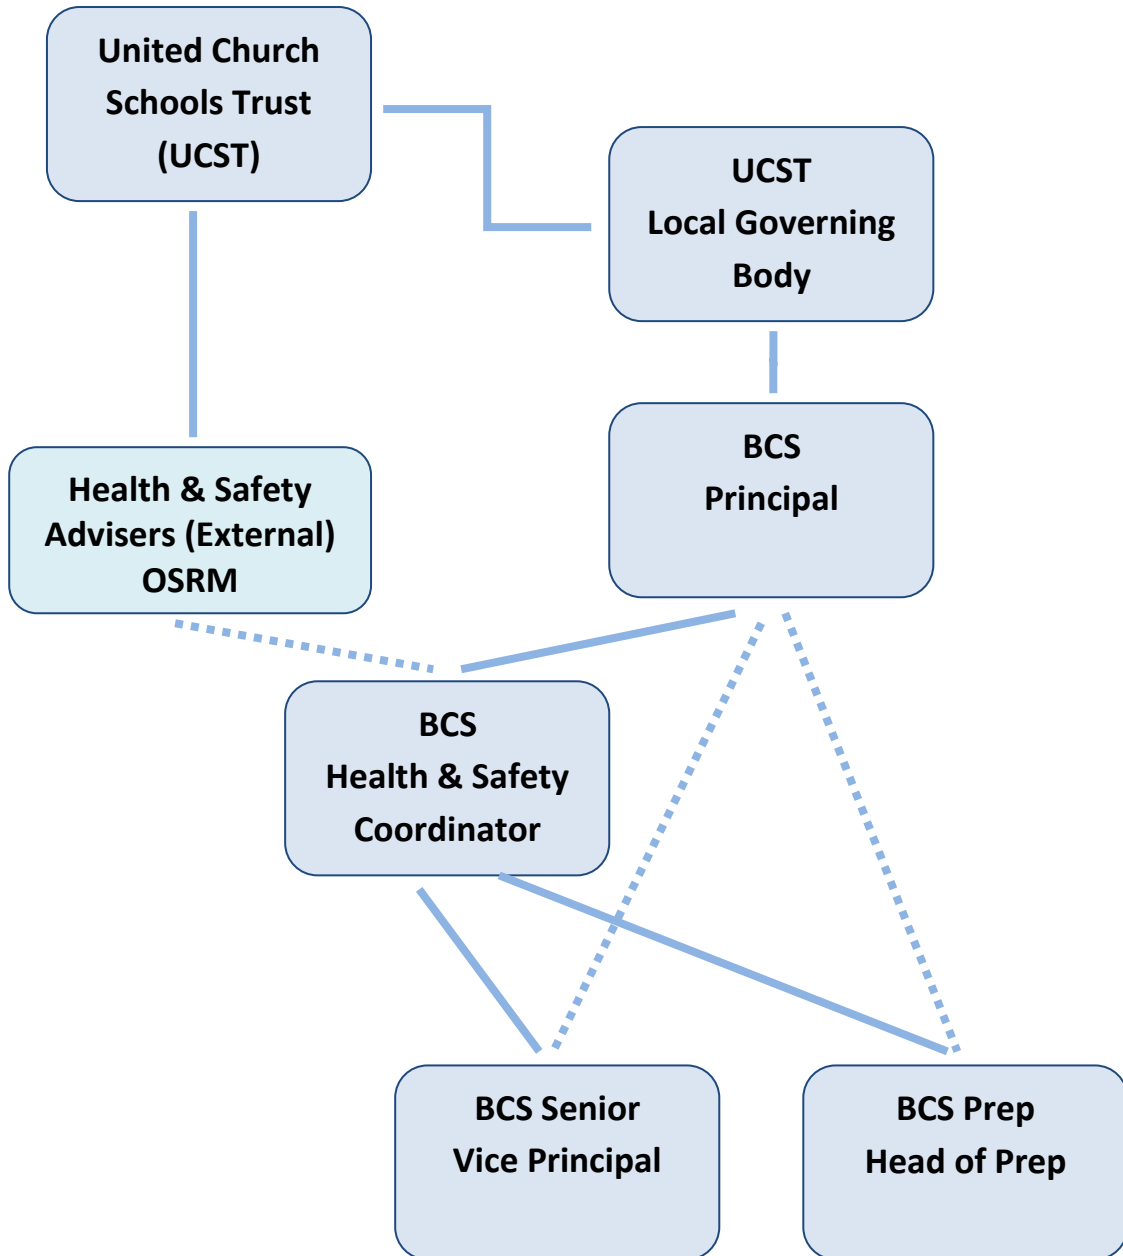 United Church
Schools Trust
(UCST)
UCST
Local Governing
Body
BCS
Principal
Health & Safety
Advisers (External)
OSRM
BCS
Health & Safety
Coordinator
BCS Senior
Vice Principal
BCS Prep
Head of Prep